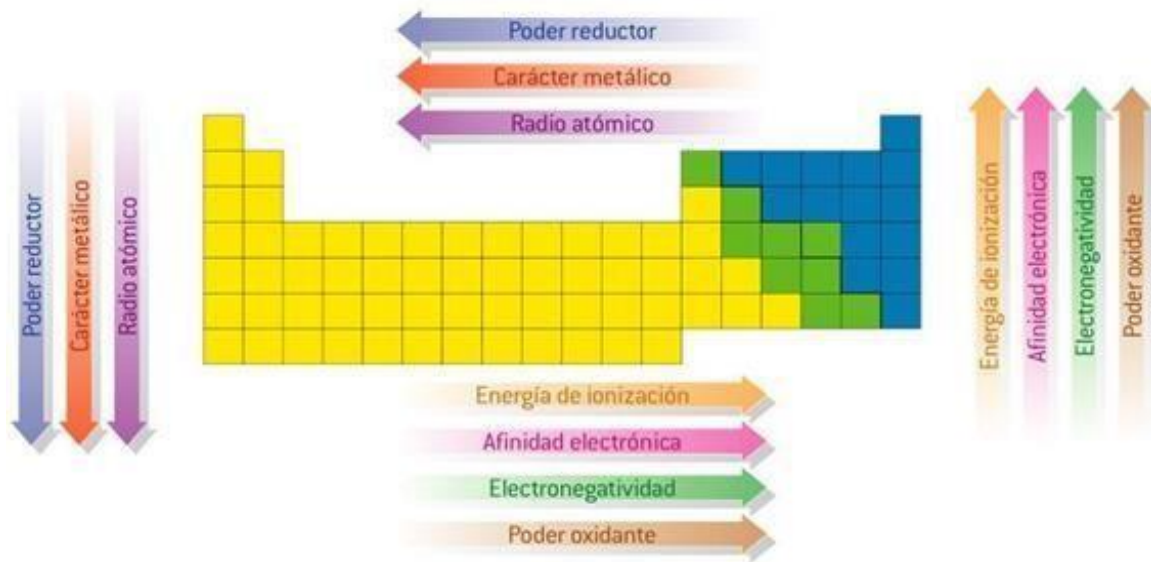 Poder reductor
Carácter metálico
Radio atómico
Poder reductor
Carácter metálico
Radio atómico
Energía de ionización
Afinidad electrónica
Electronegatividad
Poder oxidante
Energía de ionización
Afinidad electrónica
Electronegatividad
Poder oxidante